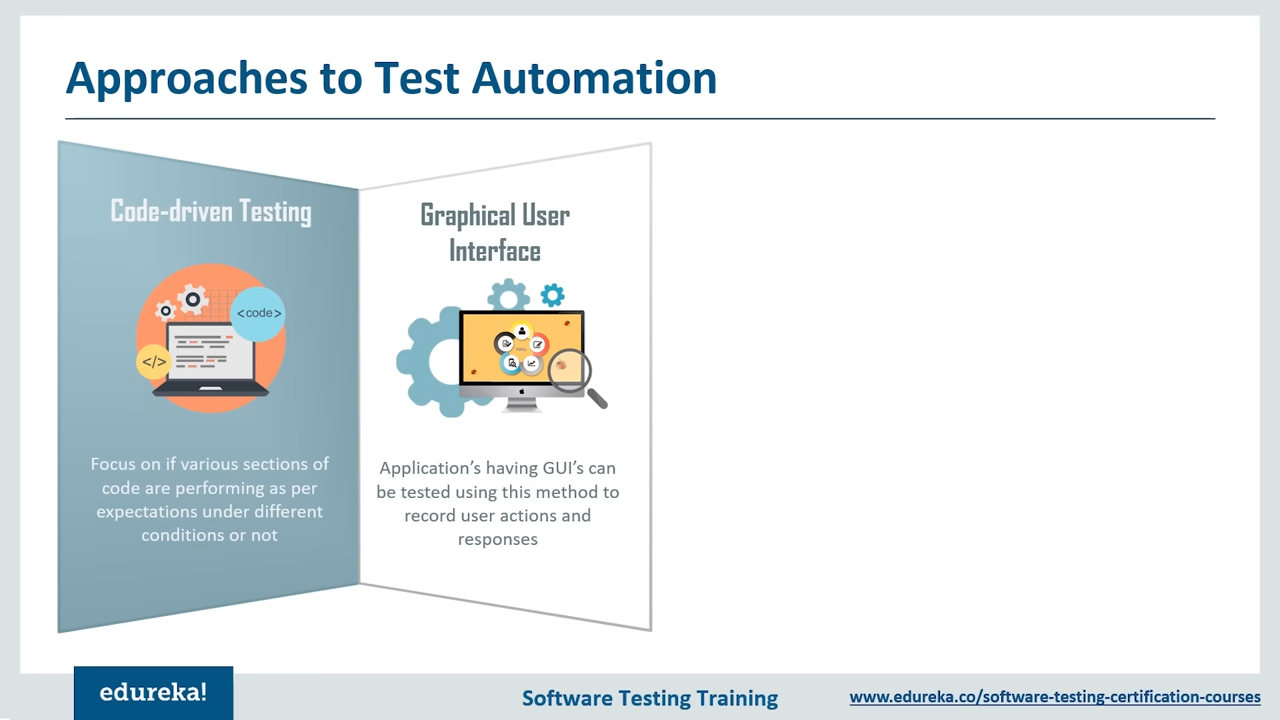 Approaches to Test Automation
Code-driven Testing
<code>
</>
Focus on if various sections of
code are performing as per
expectations under different
conditions or not
Graphical User
Interface
Application's having GUI's can
be tested using this method to
record user actions and
responses
edureka!
Software Testing Training
www.edureka.co/software-testing-certification-courses